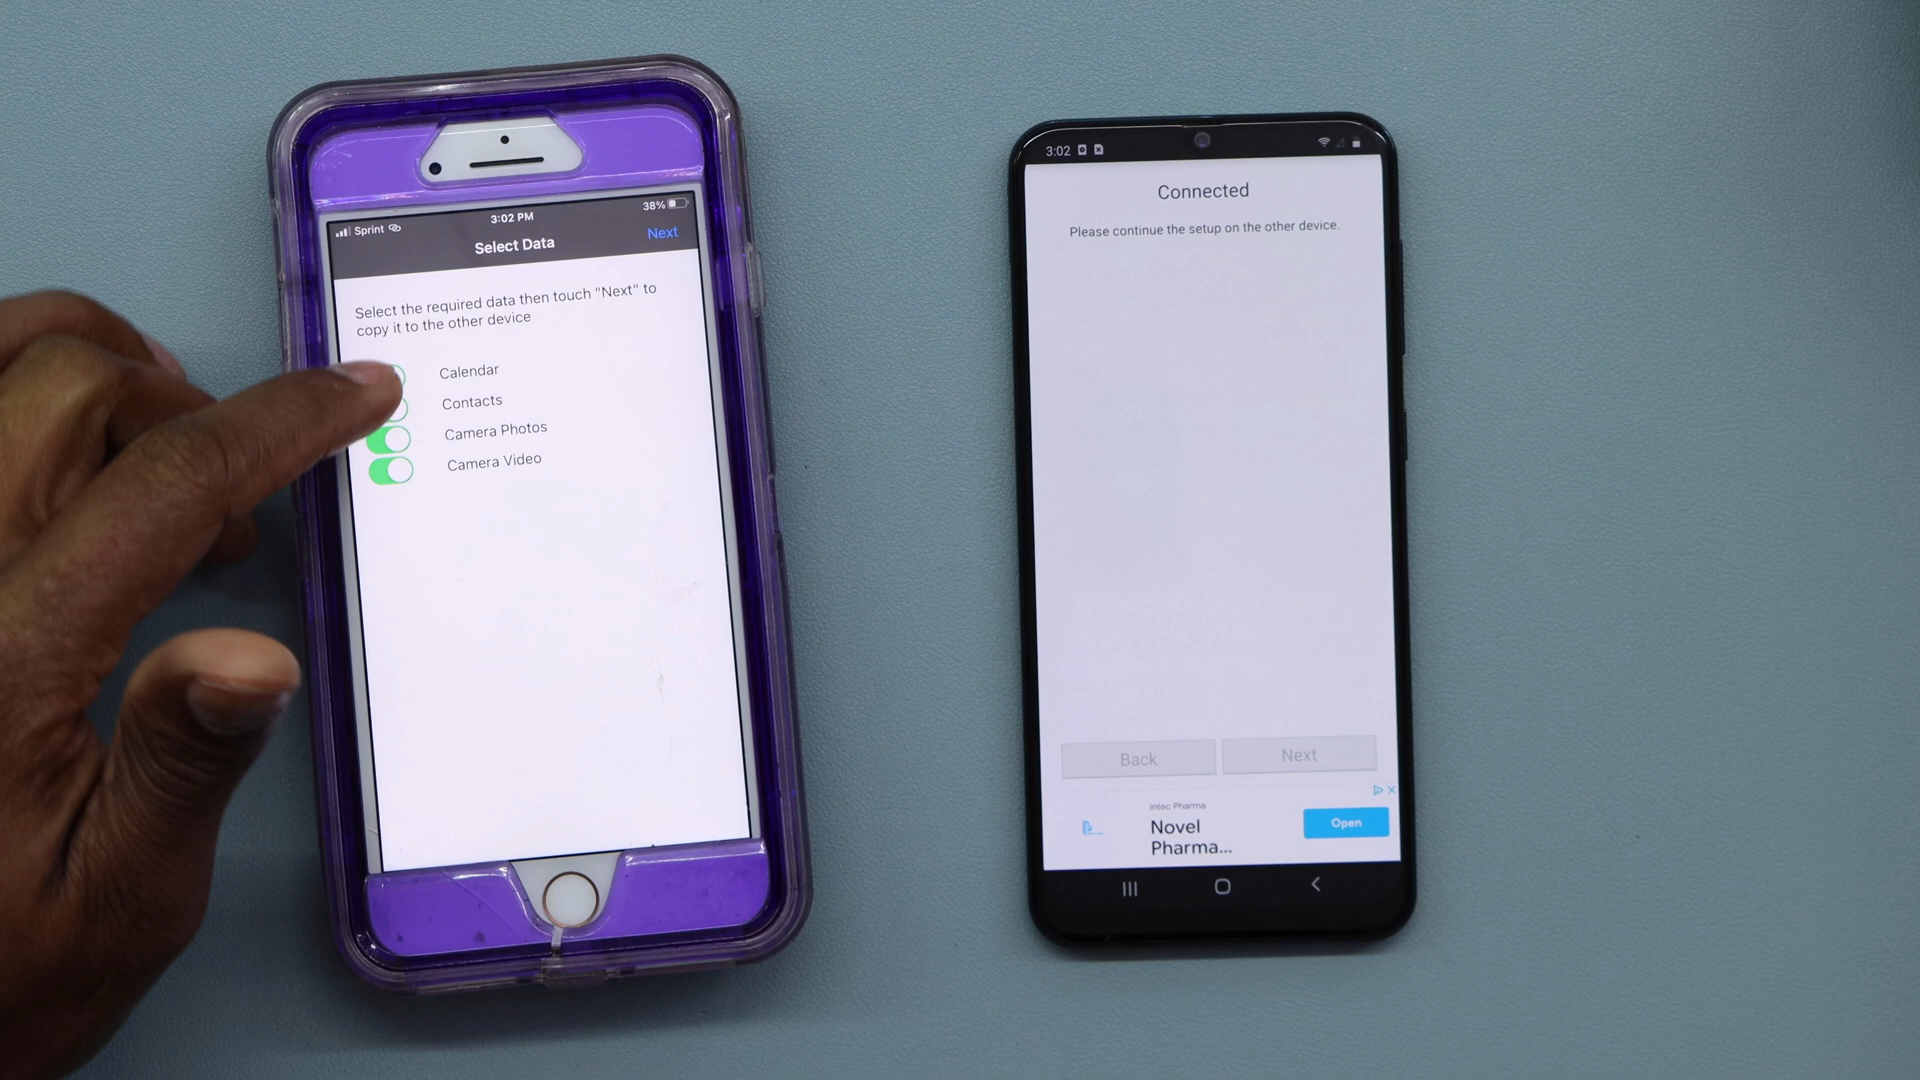 Sprint
3:02 PM
38%
Select Data
Next
Select the required data then touch "Next" to
copy it to the other device
Calendar
Contacts
Camera Photos
Camera Video
3:02
Connected
Please continue the setup on the other device.
Back
Next
Intec Pharma
Novel
Pharma...
Open